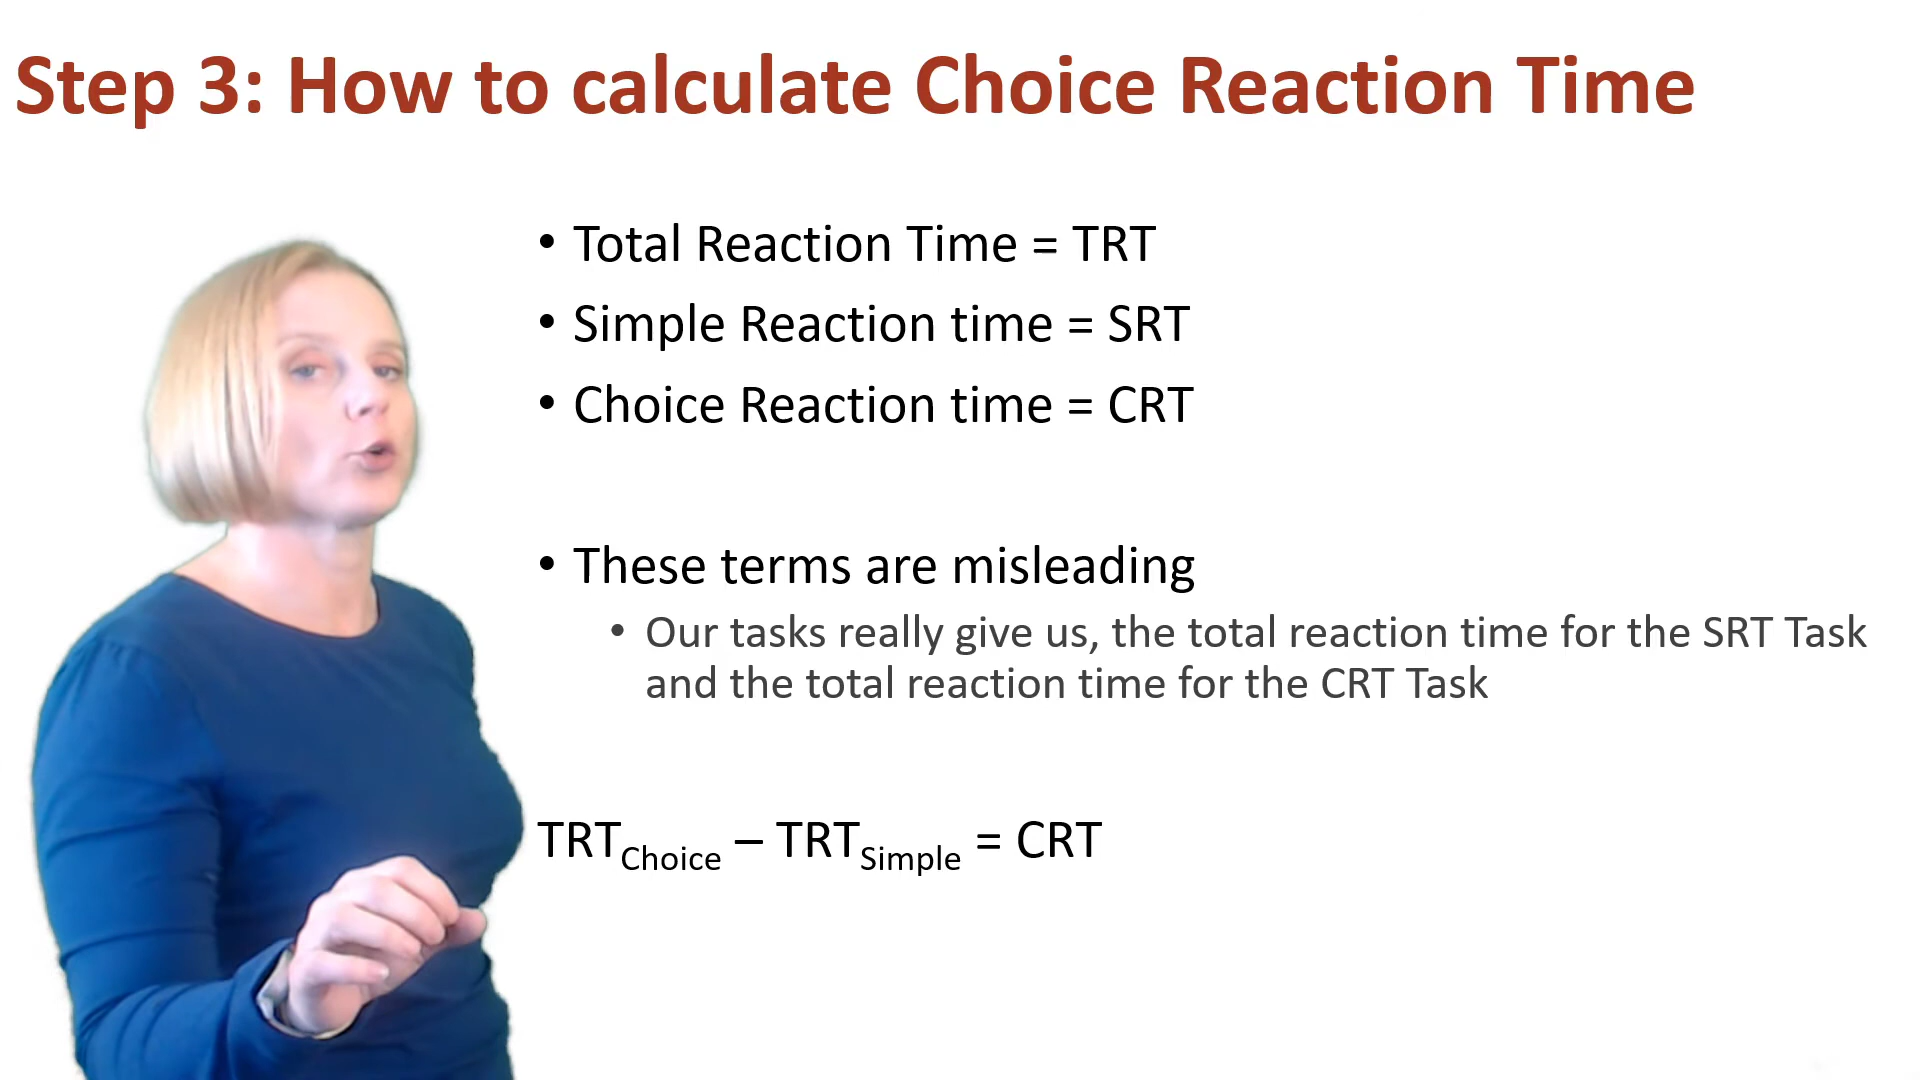 Step 3: How to calculate Choice Reaction Time
• Total Reaction Time = TRT
• Simple Reaction time = SRT
• Choice Reaction time = CRT
• These terms are misleading
• Our tasks really give us, the total reaction time for the SRT Task
and the total reaction time for the CRT Task
TRT_Choice – TRT_Simple = CRT